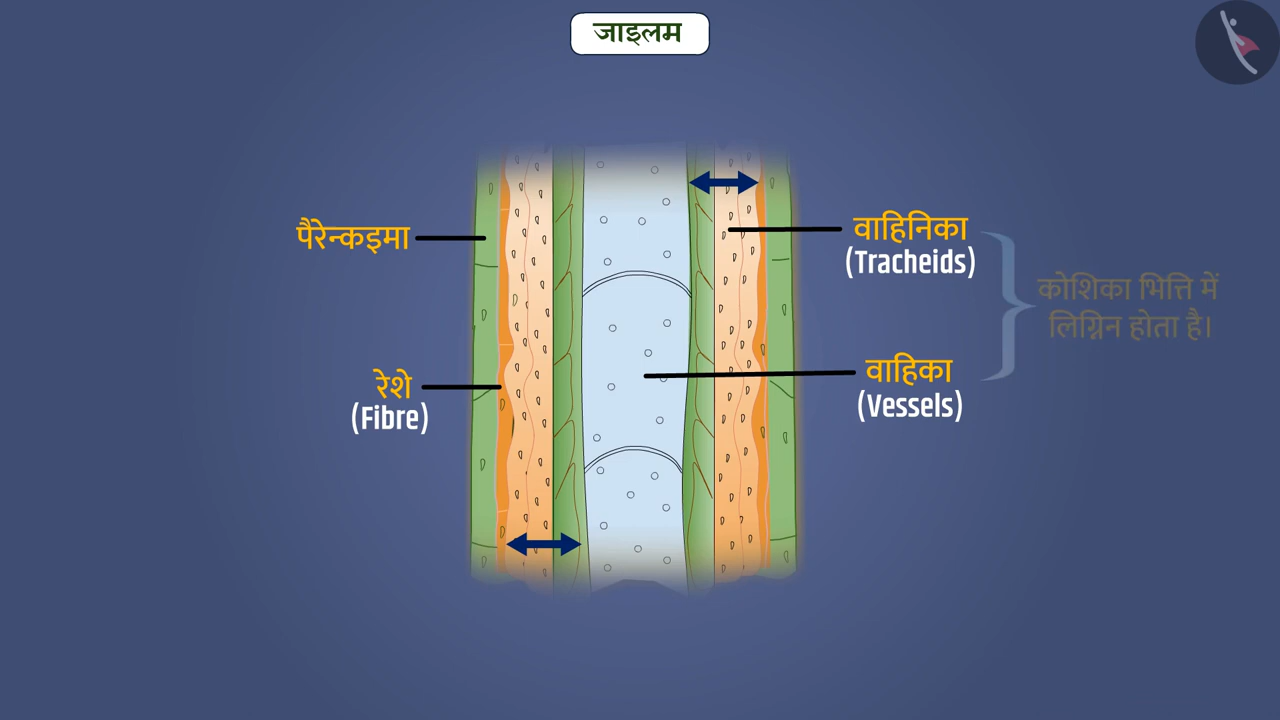 जाइलम
पैरेन्कइमा
वाहिनिका
(Tracheids)
कोशिका भित्ति में
लिग्निन होता है।
रेशे
(Fibre)
वाहिका
(Vessels)